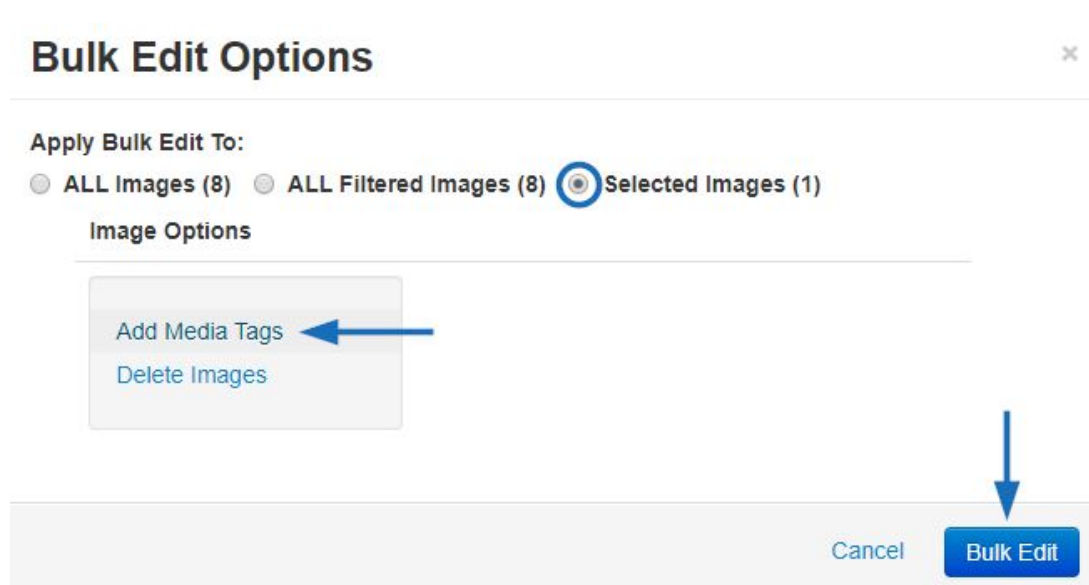 Bulk Edit Options
×
Apply Bulk Edit To:
ALL Images (8) ALL Filtered Images (8) Selected Images (1)
Image Options
Add Media Tags
Delete Images
Cancel Bulk Edit